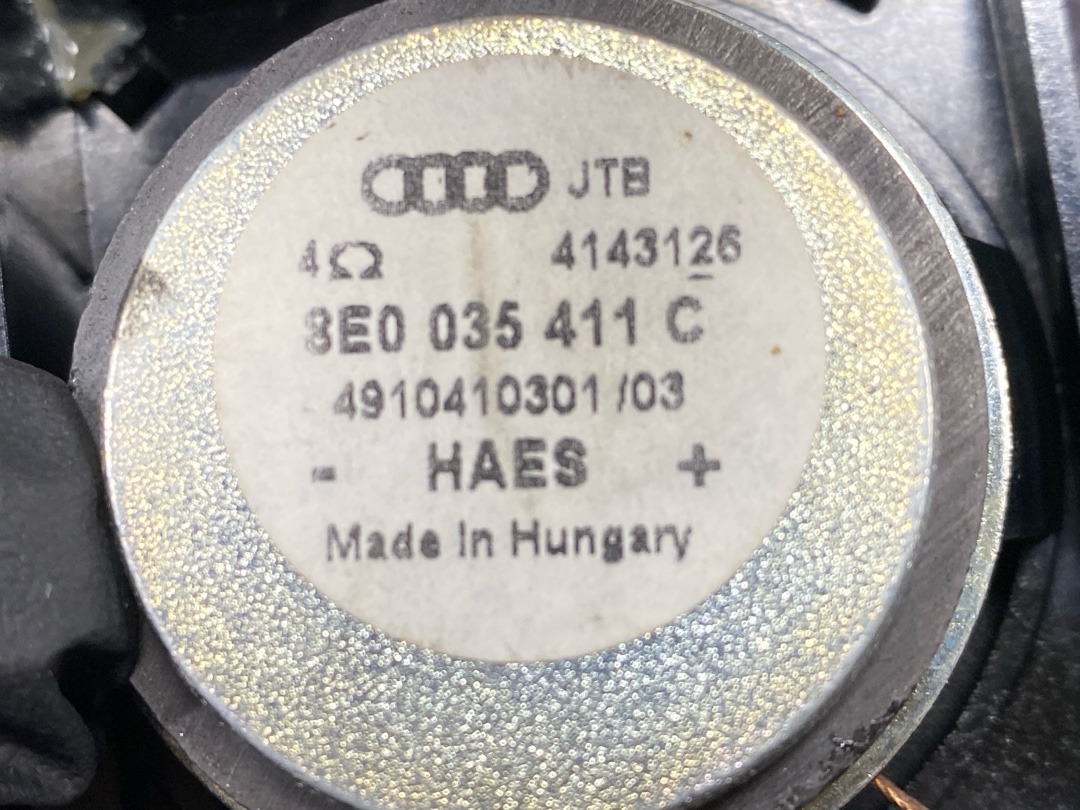 JTB
4Ω 4143126
8E0 035 411 C
4910410301 /03
- HAES +
Made In Hungary